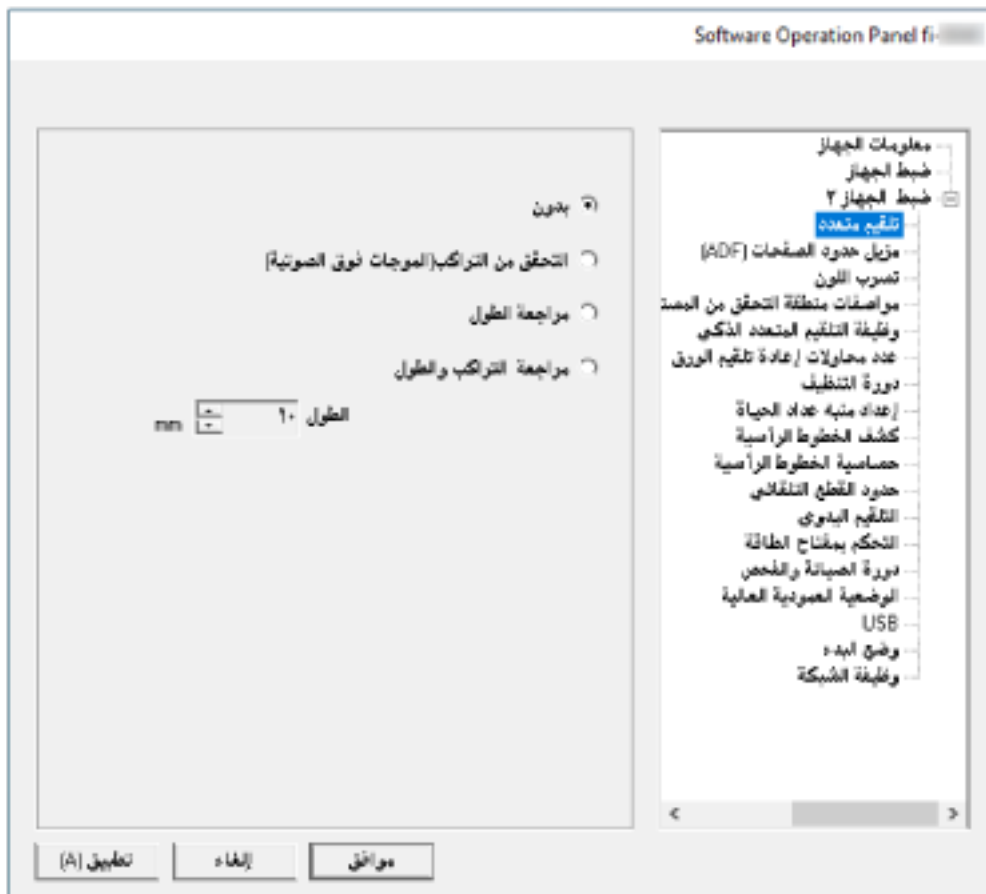 Software Operation Panel fi-
معلومات الجهاز
ضبط الجهاز
ضبط الجهاز ٢
تلقيم متعدد
مزيل حدود الصفحات (ADF)
تسرب اللون
مواصفات منطقة التحقق من المست
وظيفة التلقيم المتعدد الذكي
عدد محاولات إعادة تلقيم الورق
دورة التنظيف
إعداد منبه عداد الحياة
كشف الخطوط الرأسية
حساسية الخطوط الرأسية
حدود القطع التلقائي
التلقيم اليدوي
التحكم بمفتاح الطاقة
دورة الصيانة والفحص
الوضعية العمودية العالية
USB
وضع البدء
وظيفة الشبكة
بدون
التحقق من التراكب(الموجات فوق الصوتية)
مراجعة الطول
مراجعة التراكب والطول
الطول ١٠ mm
موافق
إلغاء
تطبيق (A)